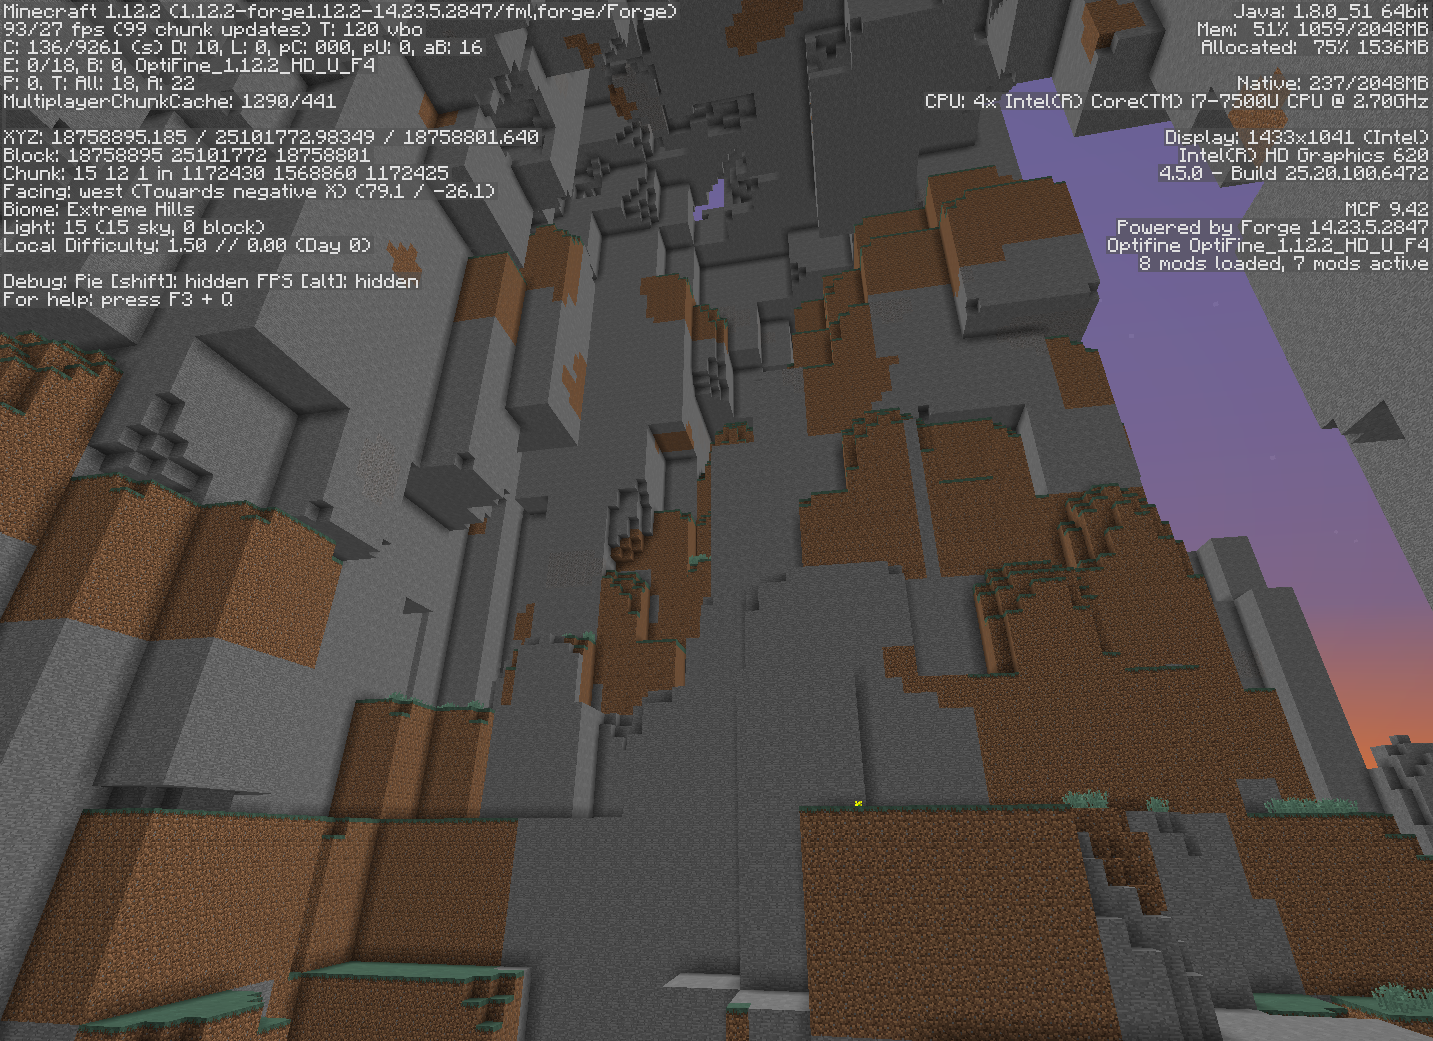 Minecraft 1.12.2 (1.12.2-forge1.12.2-14.23.5.2847/fml,forge/Forge)
93/27 fps (99 chunk updates) T: 120 vbo
C: 136/9261 (s) D: 10, L: 0, pC: 000, pU: 0, aB: 16
E: 0/18, B: 0, OptiFine_1.12.2_HD_U_F4
P: 0. T: All: 18, A: 22
MultiplayerChunkCache: 1290/441
XYZ: 18758895.185 / 25101772.98349 / 18758801.640
Block: 18758895 25101772 18758801
Chunk: 15 12 1 in 1172430 1568860 1172425
Facing: west (Towards negative X) (79.1 / -26.1)
Biome: Extreme Hills
Light: 15 (15 sky, 0 block)
Local Difficulty: 1.50 // 0.00 (Day 0)
Debug: Pie [shift]: hidden FPS [alt]: hidden
For help: press F3 + Q
Java: 1.8.0_51 64bit
Mem: 51% 1059/2048MB
Allocated: 75% 1536MB
Native: 237/2048MB
CPU: 4x Intel(R) Core(TM) i7-7500U CPU @ 2.70GHz
Display: 1433x1041 (Intel)
Intel(R) HD Graphics 620
4.5.0 - Build 25.20.100.6472
MCP 9.42
Powered by Forge 14.23.5.2847
Optifine OptiFine_1.12.2_HD_U_F4
8 mods loaded, 7 mods active